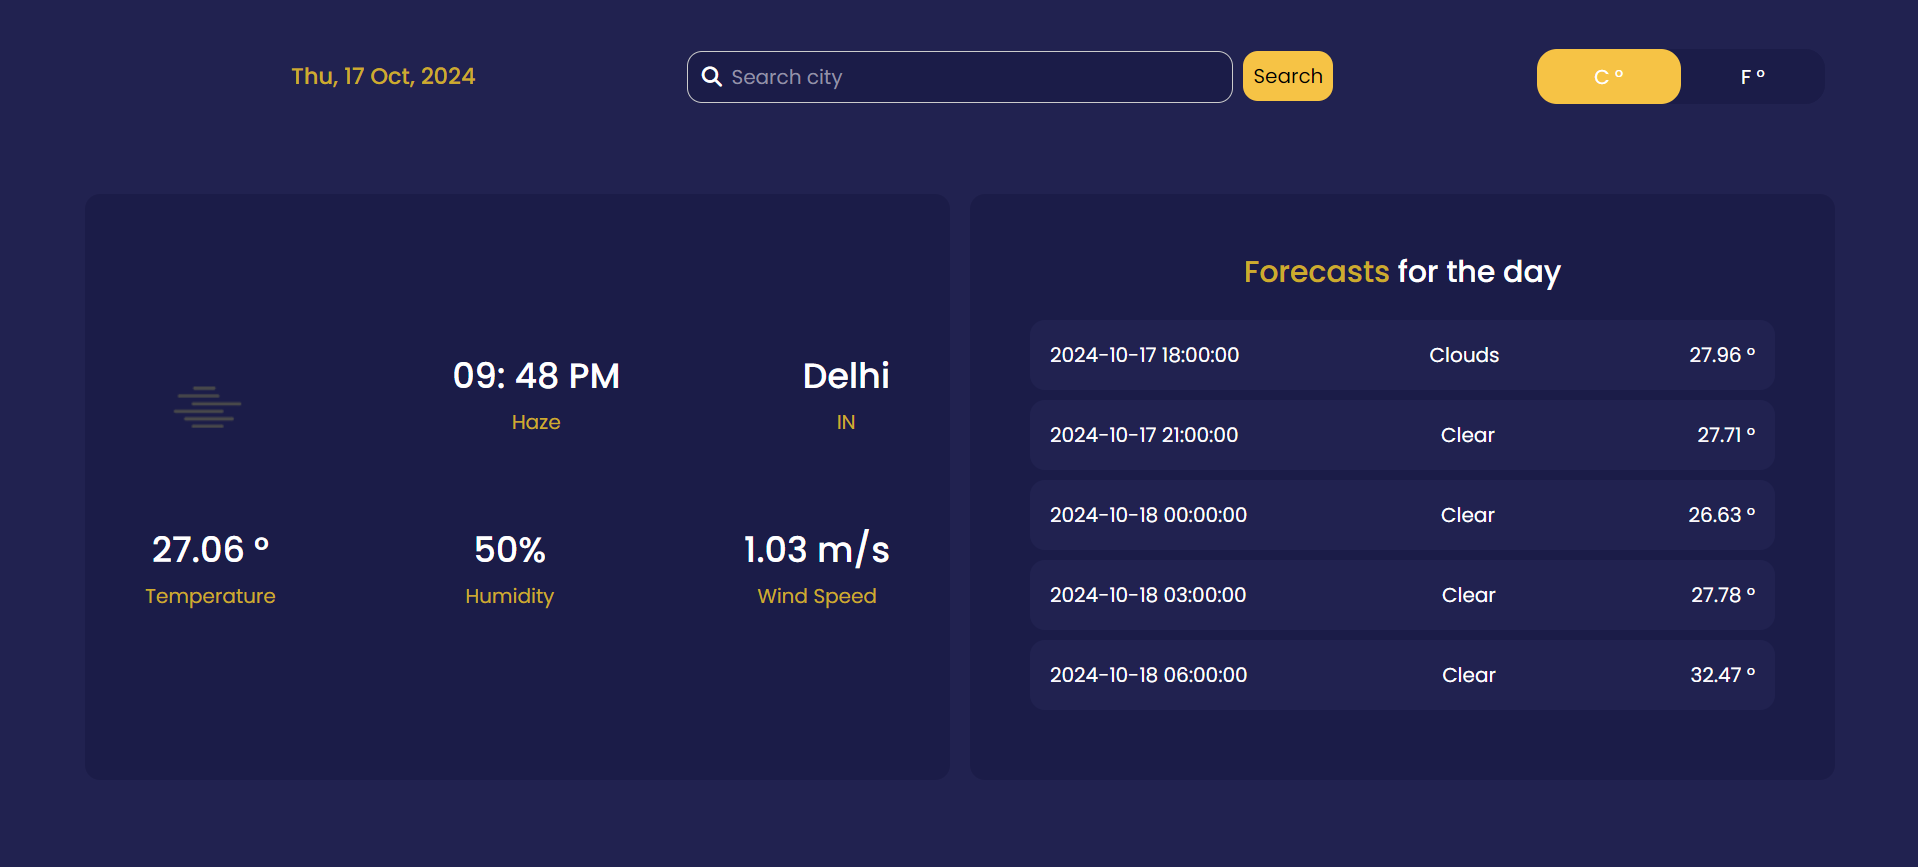 Thu, 17 Oct, 2024
Search city
Search
C °
F °
09: 48 PM
Haze
Delhi
IN
27.06 °
Temperature
50%
Humidity
1.03 m/s
Wind Speed
Forecasts for the day
2024-10-17 18:00:00 Clouds 27.96 °
2024-10-17 21:00:00 Clear 27.71 °
2024-10-18 00:00:00 Clear 26.63 °
2024-10-18 03:00:00 Clear 27.78 °
2024-10-18 06:00:00 Clear 32.47 °